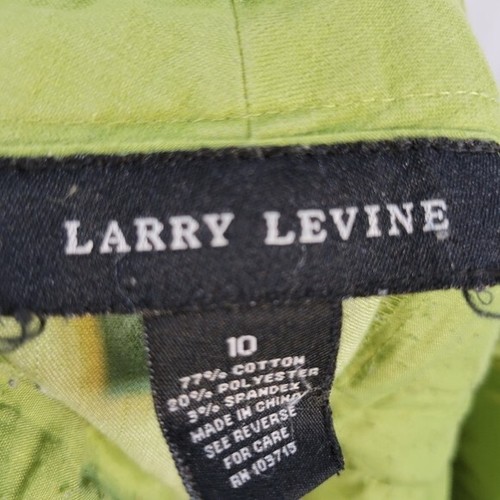 LARRY LEVINE
10
77% COTTON
20% POLYESTER
3% SPANDEX
MADE IN CHINA
SEE REVERSE
FOR CARE
RN 103715